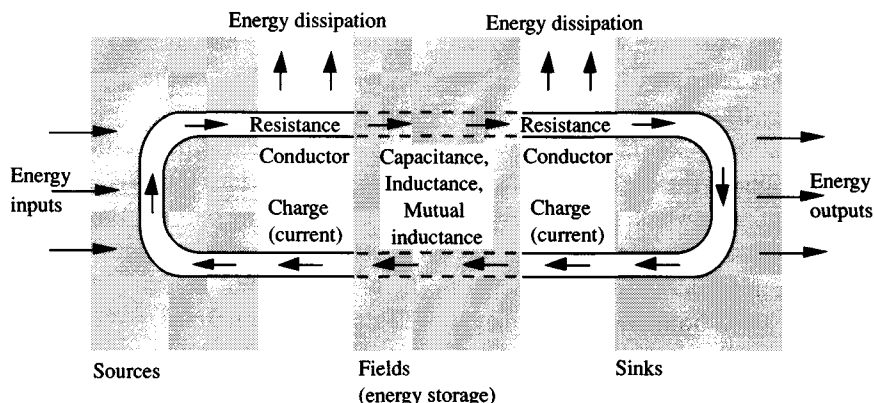 Energy dissipation
Energy dissipation
Resistance
Resistance
Conductor
Capacitance,
Inductance,
Mutual
inductance
Conductor
Energy
inputs
Charge
(current)
Charge
(current)
Energy
outputs
Sources
Fields
(energy storage)
Sinks